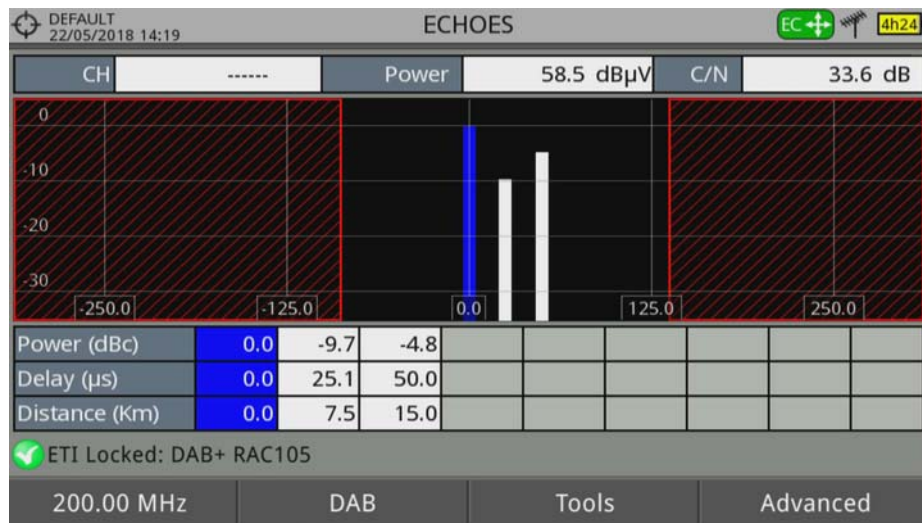 DEFAULT
22/05/2018 14:19
ECHOES
EC
4h24
CH ------ Power 58.5 dBµV C/N 33.6 dB
0
-10
-20
-30
-250.0 -125.0 0.0 125.0 250.0
Power (dBc) 0.0 -9.7 -4.8
Delay (µs) 0.0 25.1 50.0
Distance (Km) 0.0 7.5 15.0
ETI Locked: DAB+ RAC105
200.00 MHz DAB Tools Advanced